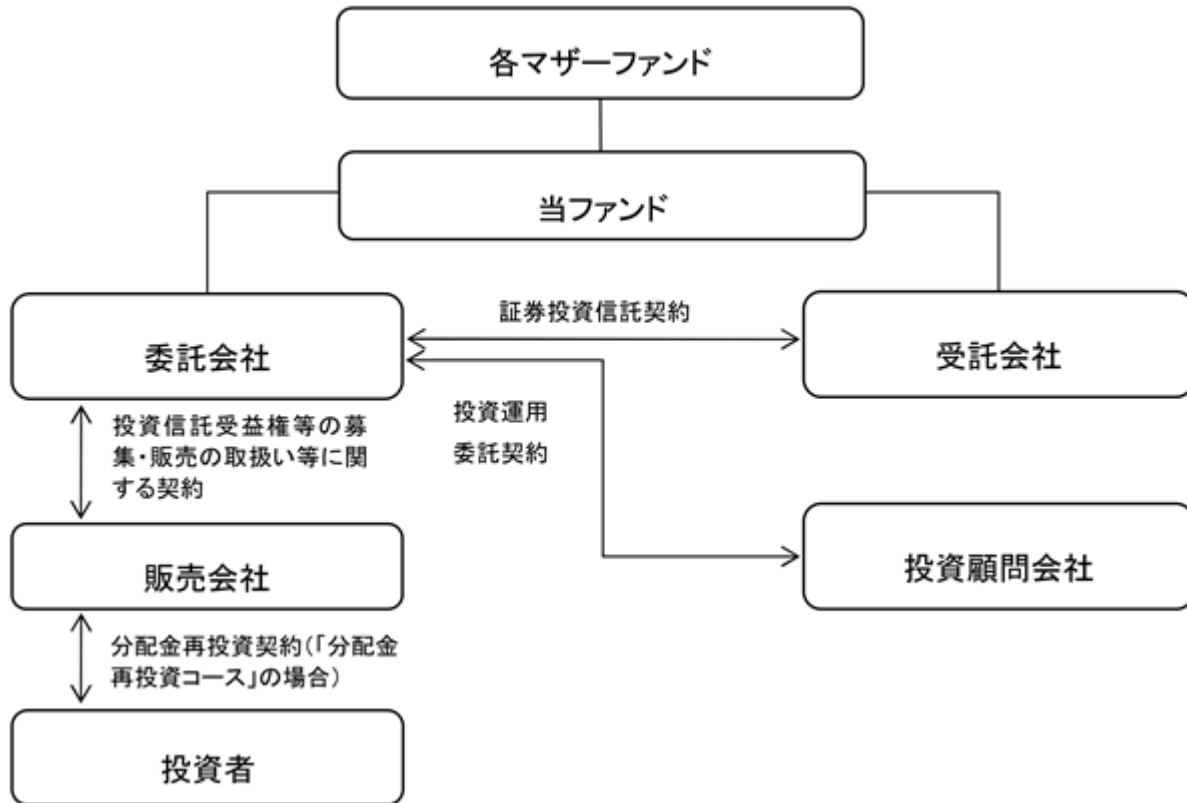 各マザーファンド
当ファンド
証券投資信託契約
委託会社
受託会社
投資信託受益権等の募
集・販売の取扱い等に関
する契約
投資運用
委託契約
販売会社
投資顧問会社
分配金再投資契約(「分配金
再投資コース」の場合)
投資者